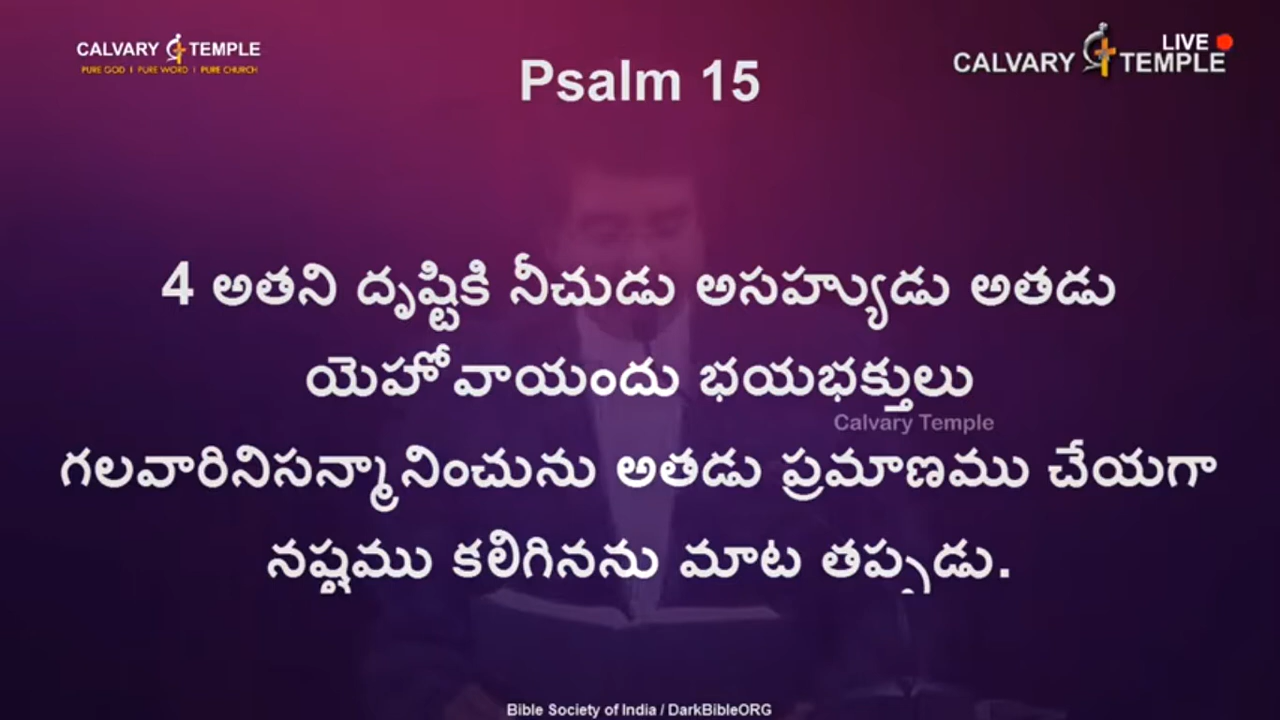 CALVARY TEMPLE
PURE GOD | PURE WORD | PURE CHURCH
LIVE
CALVARY TEMPLE
Psalm 15
4 అతని దృష్టికి నీచుడు అసహ్యుడు అతడు
యెహోవాయందు భయభక్తులు
Calvary Temple
గలవారినిసన్మానించును అతడు ప్రమాణము చేయగా
నష్టము కలిగినను మాట తప్పడు.
Bible Society of India / DarkBibleORG